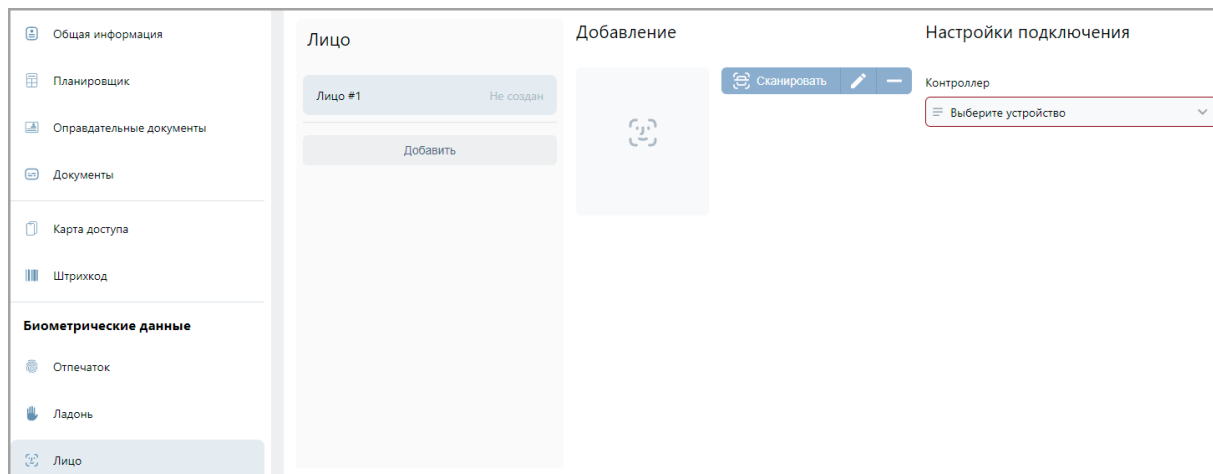 Общая информация
Планировщик
Оправдательные документы
Документы
Карта доступа
Штрихкод
Биометрические данные
Отпечаток
Ладонь
Лицо
Лицо
Лицо #1 Не создан
Добавить
Добавление
Сканировать
Настройки подключения
Контроллер
Выберите устройство